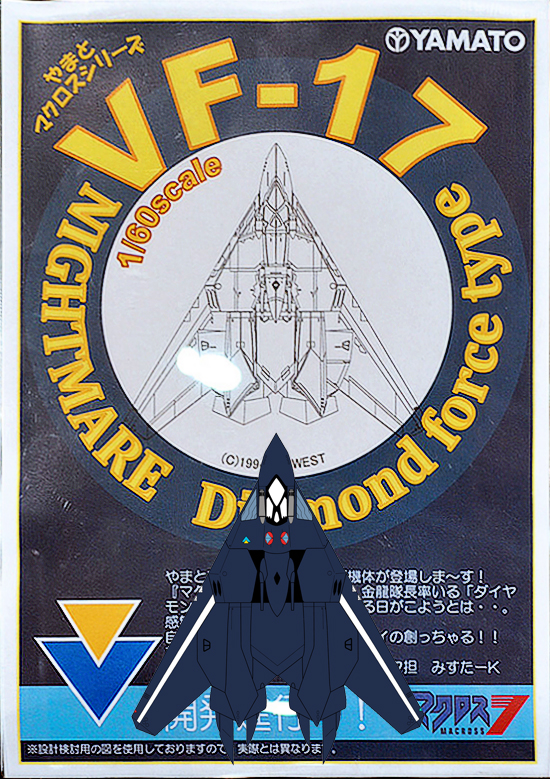 やまと
マクロスシリーズ
YAMATO
VF-17
1/60scale
NIGHTMARE
Diamond force type
(C)199 WEST
やまと 機体が登場しま～す！
『マク 金龍隊長率いる「ダイヤ
モン る日がこようとは・・。
イの創っちゃる！！
担 みすたーK
開発 行 ！
マクロス7
MACROSS
※設計検討用の図を使用しておりますので、実際とは異なります。